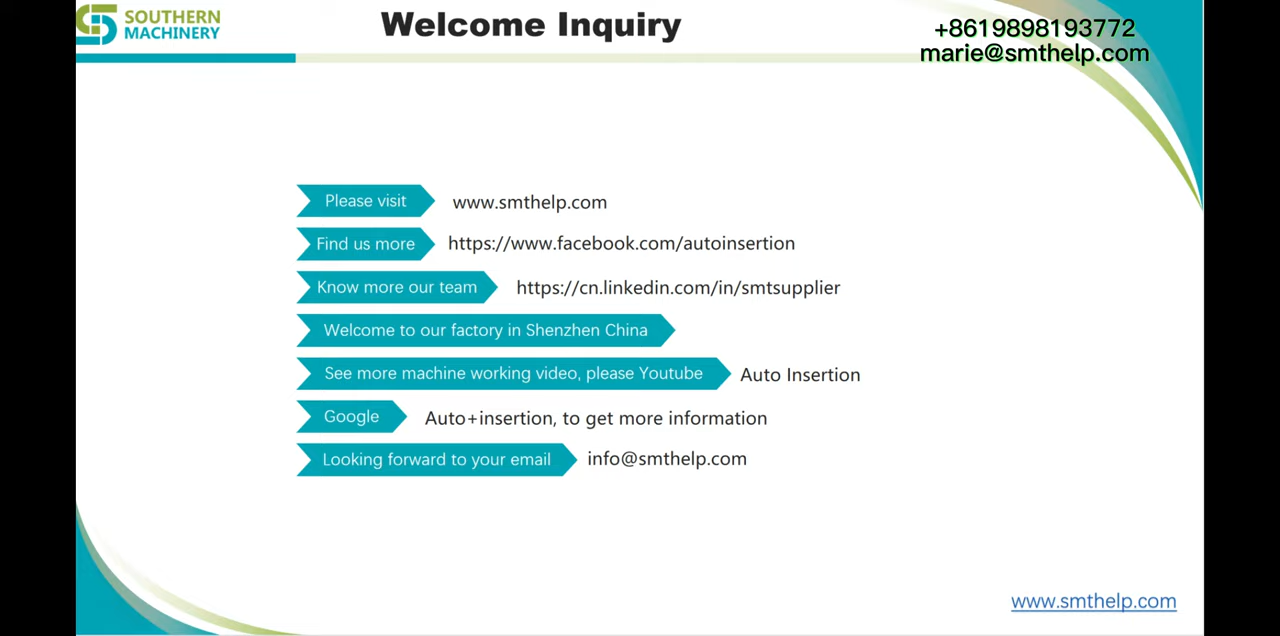 SOUTHERN
MACHINERY
Welcome Inquiry
+8619898193772
marie@smthelp.com
Please visit www.smthelp.com
Find us more https://www.facebook.com/autoinsertion
Know more our team https://cn.linkedin.com/in/smtsupplier
Welcome to our factory in Shenzhen China
See more machine working video, please Youtube Auto Insertion
Google Auto+insertion, to get more information
Looking forward to your email info@smthelp.com
www.smthelp.com